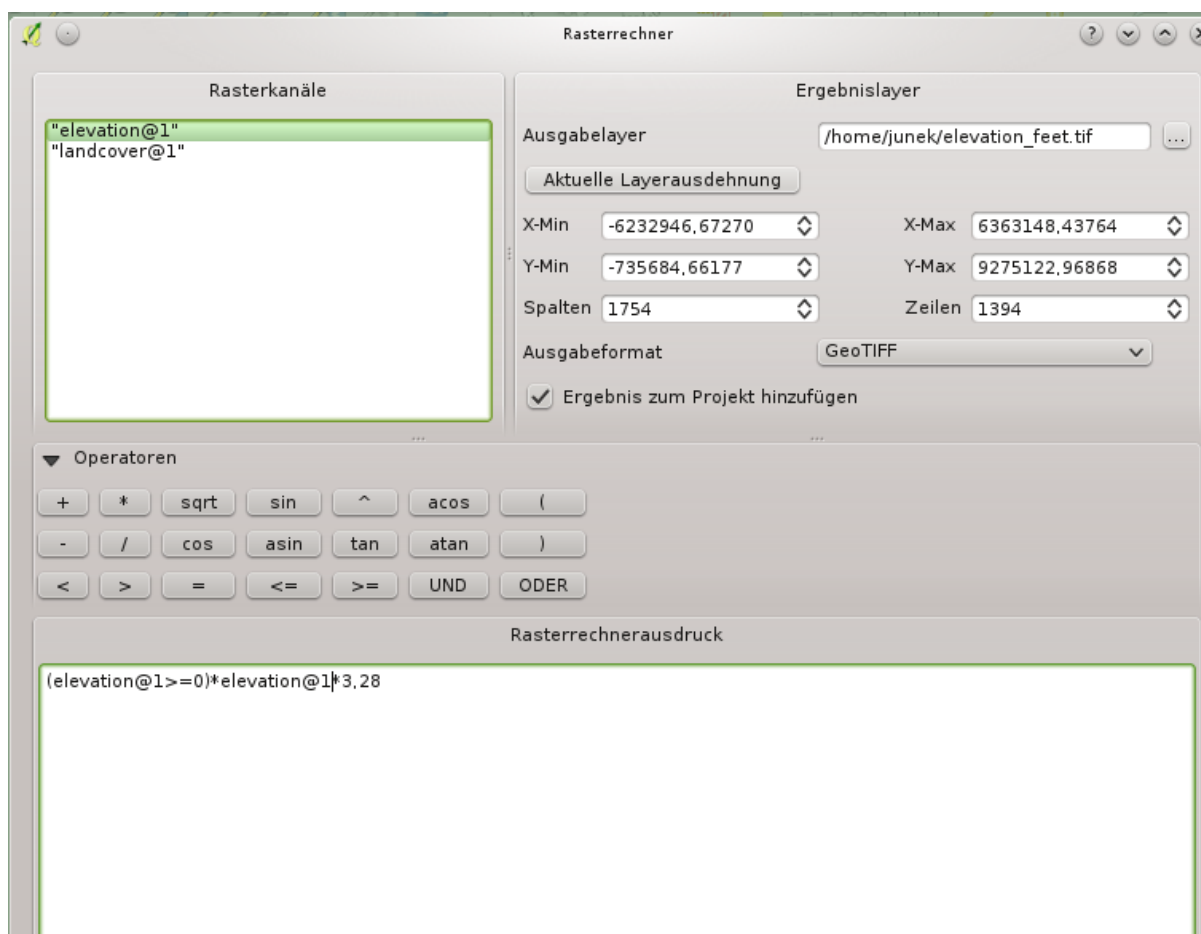 Rasterrechner
Rasterkanäle
"elevation@1"
"landcover@1"
Ergebnislayer
Ausgabelayer
/home/junek/elevation_feet.tif
...
Aktuelle Layerausdehnung
X-Min -6232946,67270 X-Max 6363148,43764
Y-Min -735684,66177 Y-Max 9275122,96868
Spalten 1754 Zeilen 1394
Ausgabeformat GeoTIFF
Ergebnis zum Projekt hinzufügen
Operatoren
+ * sqrt sin ^ acos (
- / cos asin tan atan )
< > = <= >= UND ODER
Rasterrechnerausdruck
(elevation@1>=0)*elevation@1*3,28